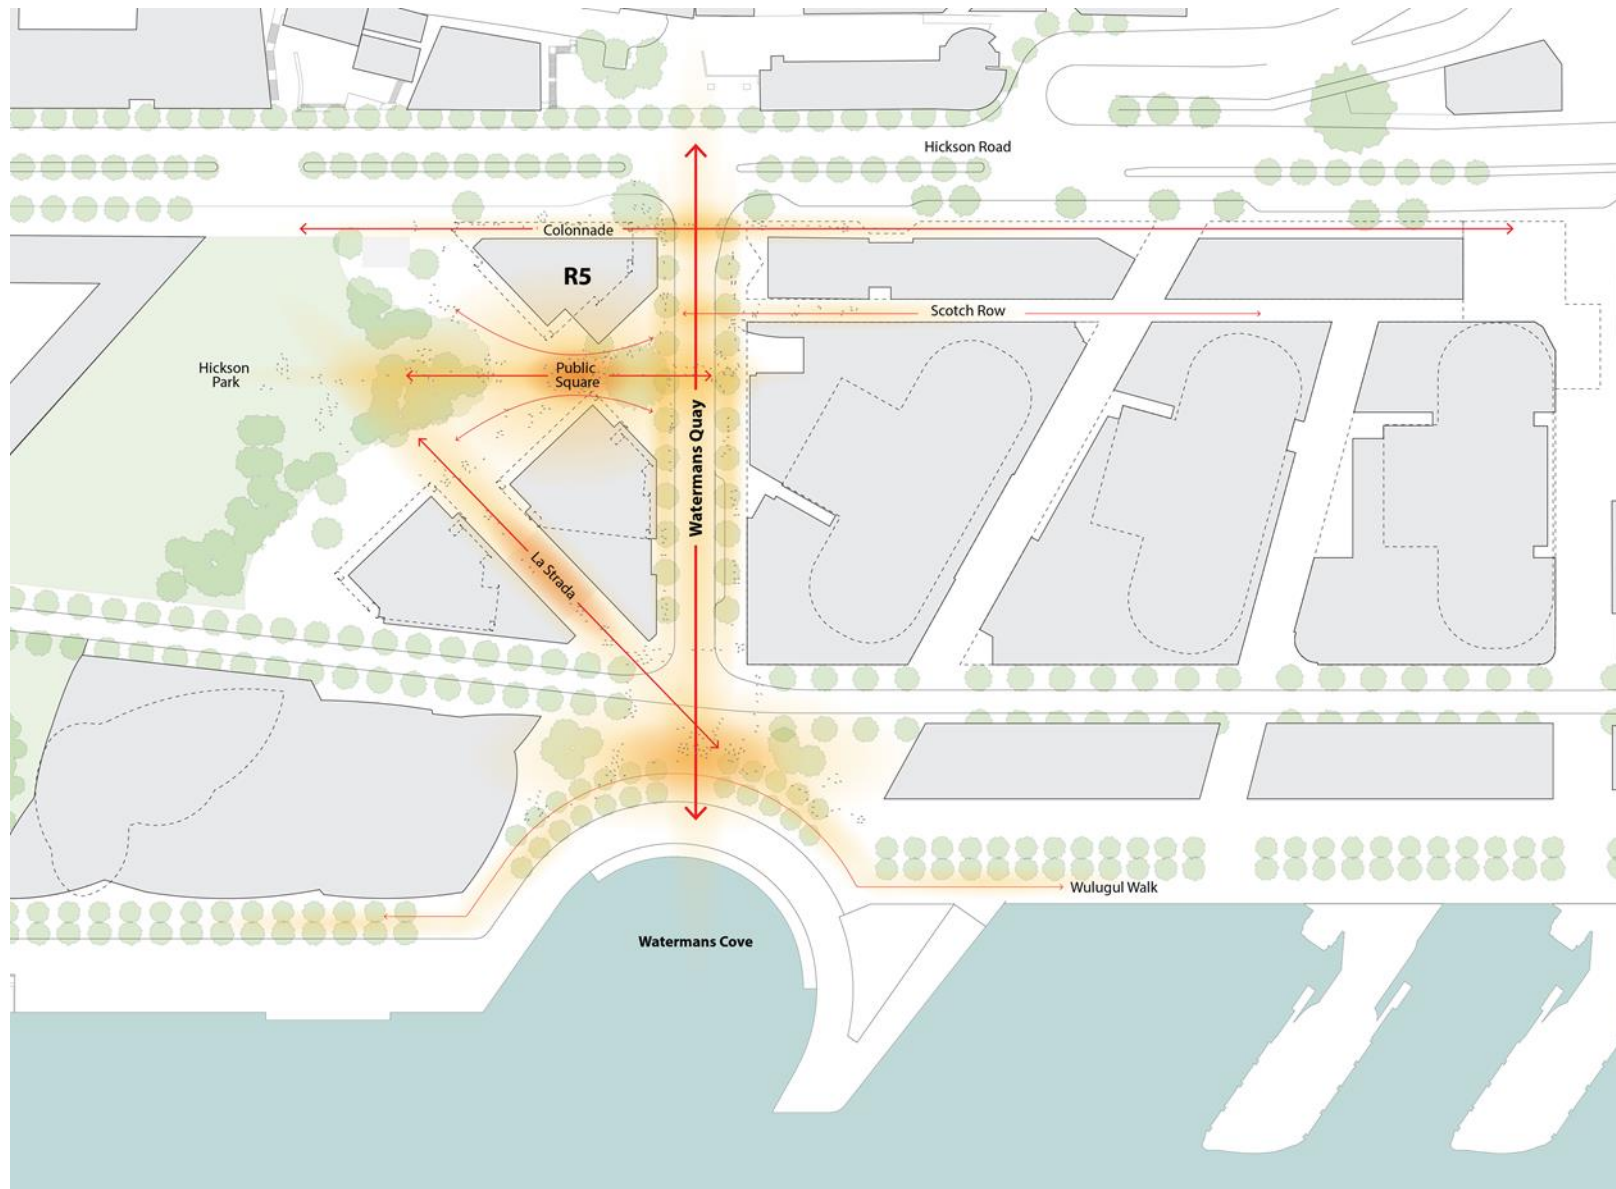 Hickson Road
Colonnade
R5
Scotch Row
Hickson
Park
Public
Square
Watermans Quay
La Strada
Wulugul Walk
Watermans Cove